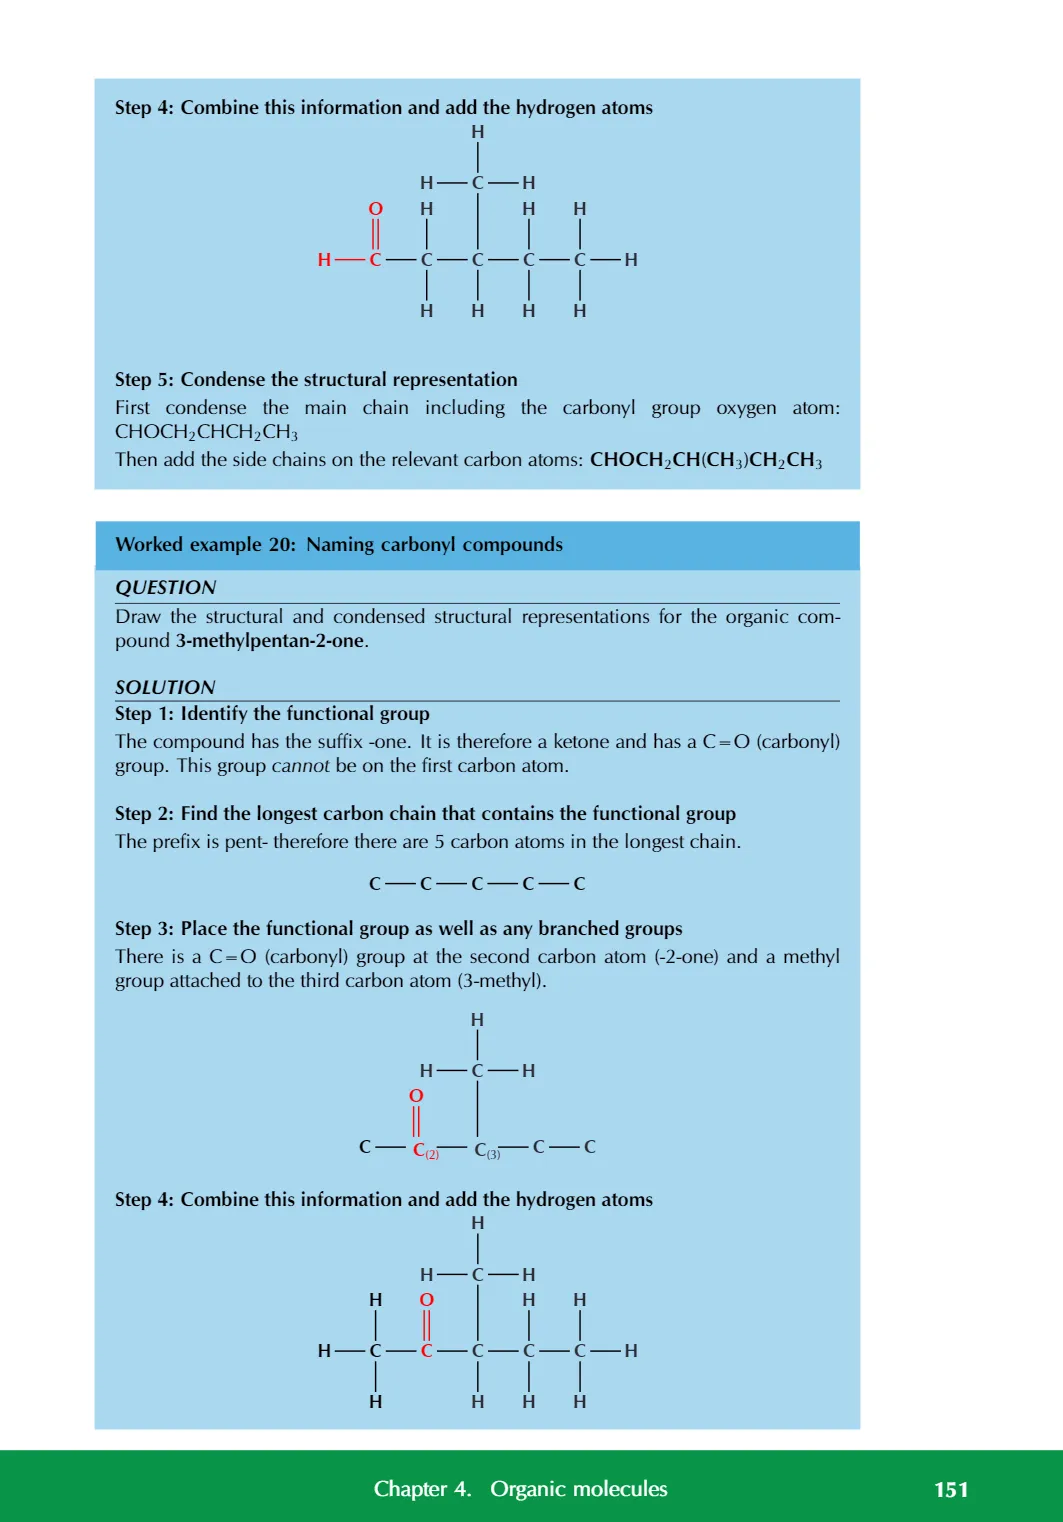 Step 4: Combine this information and add the hydrogen atoms
H
H C H
O H H H
H C C C C C H
H H H H
Step 5: Condense the structural representation
First condense the main chain including the carbonyl group oxygen atom:
CHOCH₂CHCH₂CH₃
Then add the side chains on the relevant carbon atoms: CHOCH₂CH(CH₃)CH₂CH₃
Worked example 20: Naming carbonyl compounds
QUESTION
Draw the structural and condensed structural representations for the organic com-
pound 3-methylpentan-2-one.
SOLUTION
Step 1: Identify the functional group
The compound has the suffix -one. It is therefore a ketone and has a C=O (carbonyl)
group. This group cannot be on the first carbon atom.
Step 2: Find the longest carbon chain that contains the functional group
The prefix is pent- therefore there are 5 carbon atoms in the longest chain.
C C C C C
Step 3: Place the functional group as well as any branched groups
There is a C=O (carbonyl) group at the second carbon atom (-2-one) and a methyl
group attached to the third carbon atom (3-methyl).
H
H C H
O
C C(2) C(3) C C
Step 4: Combine this information and add the hydrogen atoms
H
H C H
H O H H
H C C C C C H
H H H H
Chapter 4. Organic molecules 151